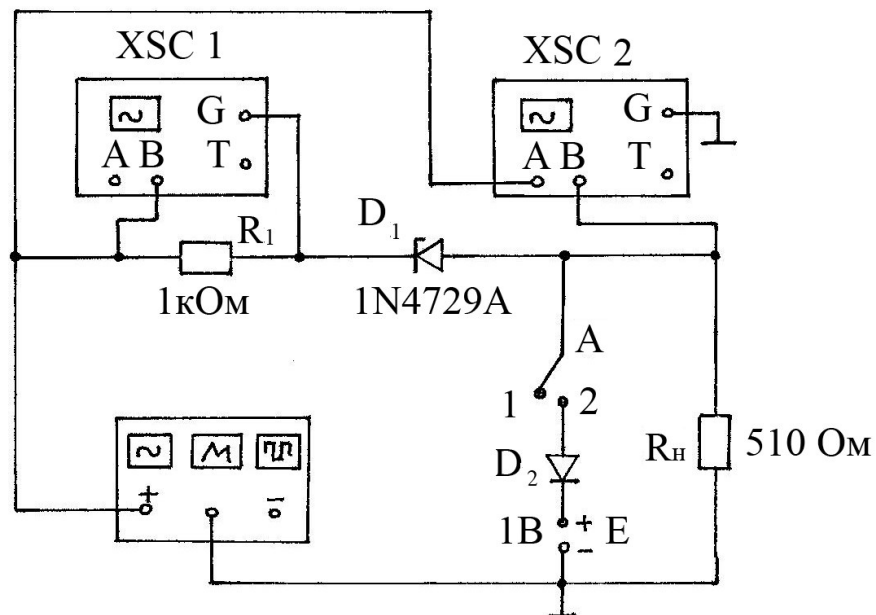 XSC 1
XSC 2
G
A B T
G
A B T
R1
D1
1кОм
1N4729A
A
1 2
D2
Rн 510 Ом
+ -
1В + E
-